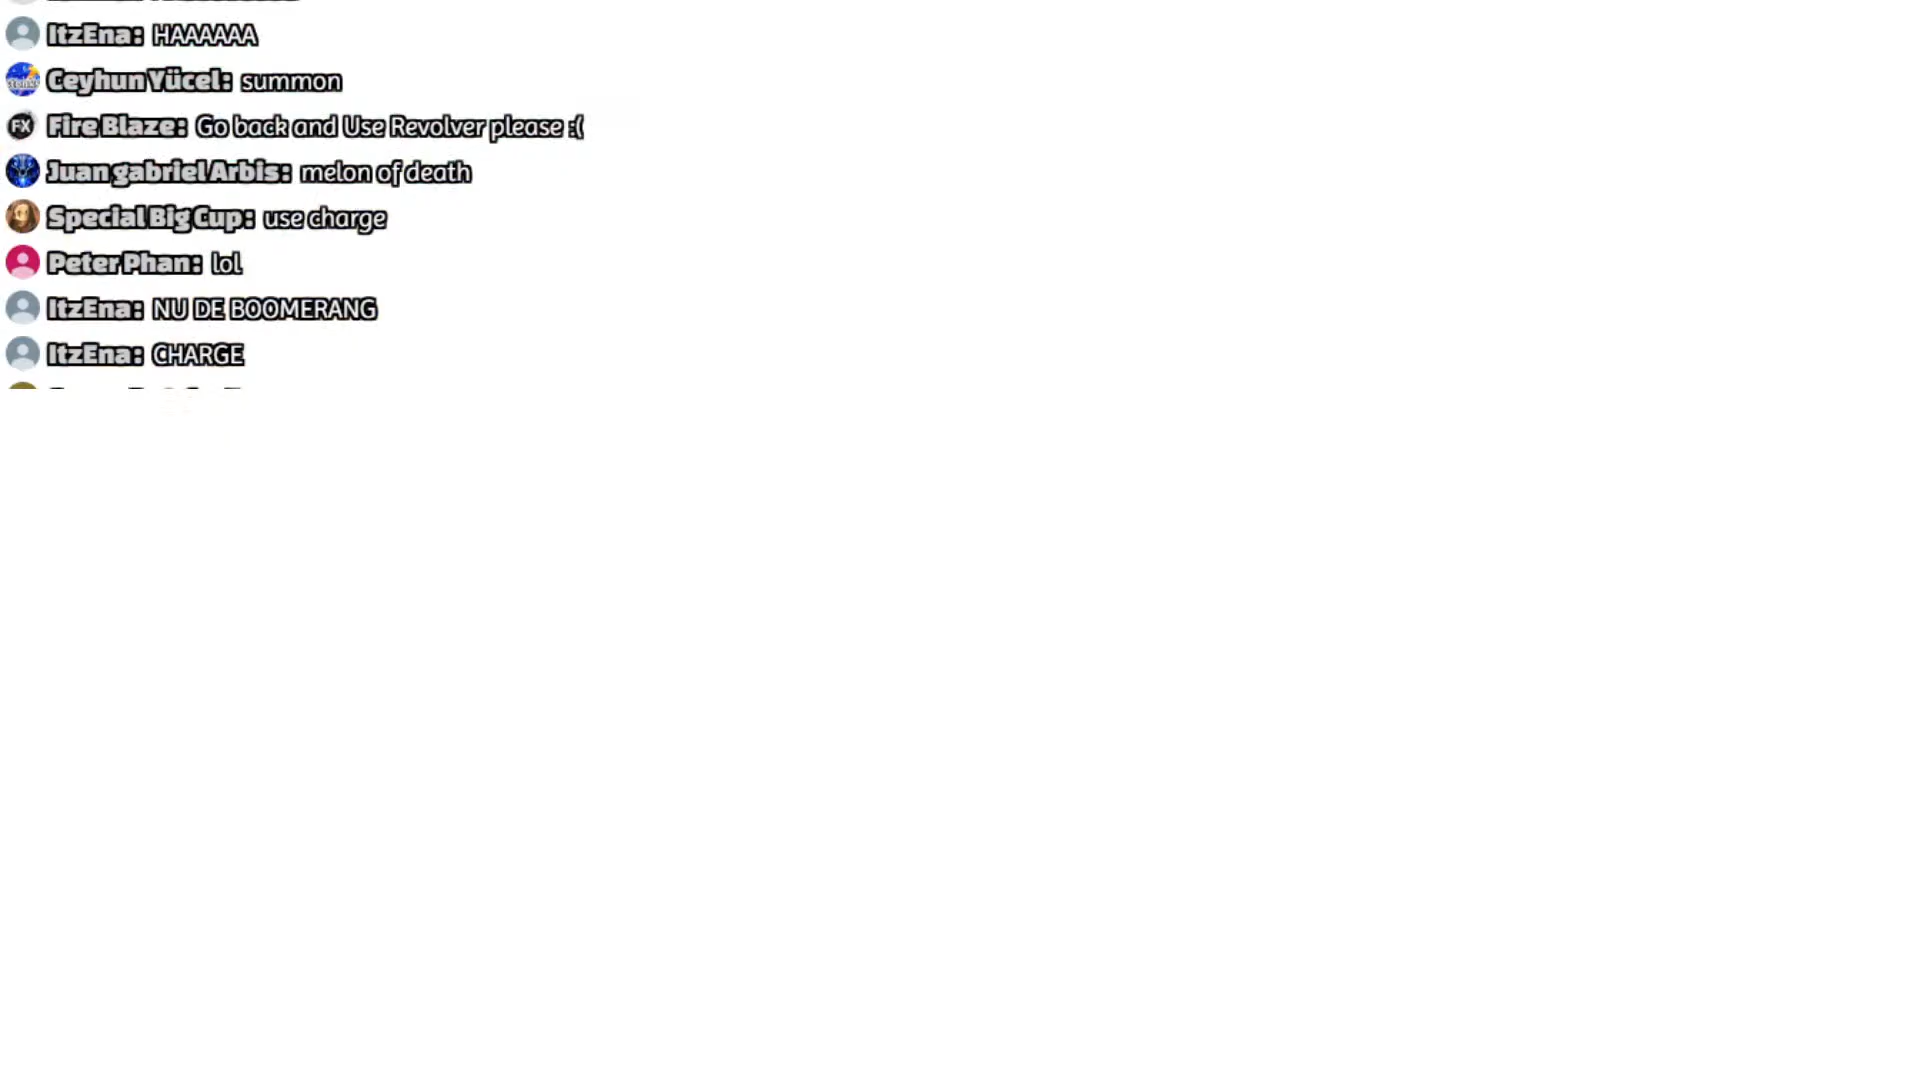 ItzEna: HAAAAAA
Ceyhun Yücel: summon
FX
Fire Blaze: Go back and Use Revolver please :(
Juan gabriel Arbis: melon of death
Special Big Cup: use charge
Peter Phan: lol
ItzEna: NU DE BOOMERANG
ItzEna: CHARGE